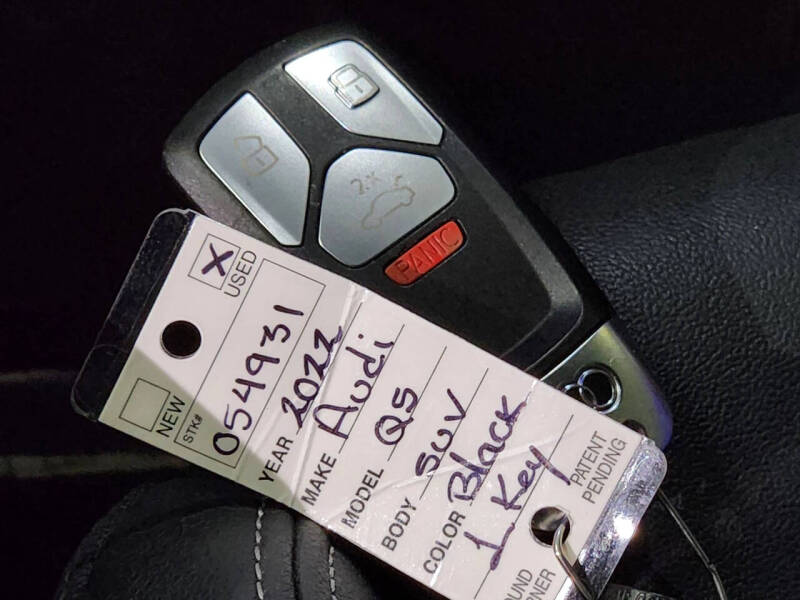 2x
PANIC
X USED
NEW
STK# 054931
YEAR 2022
MAKE Audi
MODEL Q5
BODY SUV
COLOR Black
1 Key
PATENT
PENDING